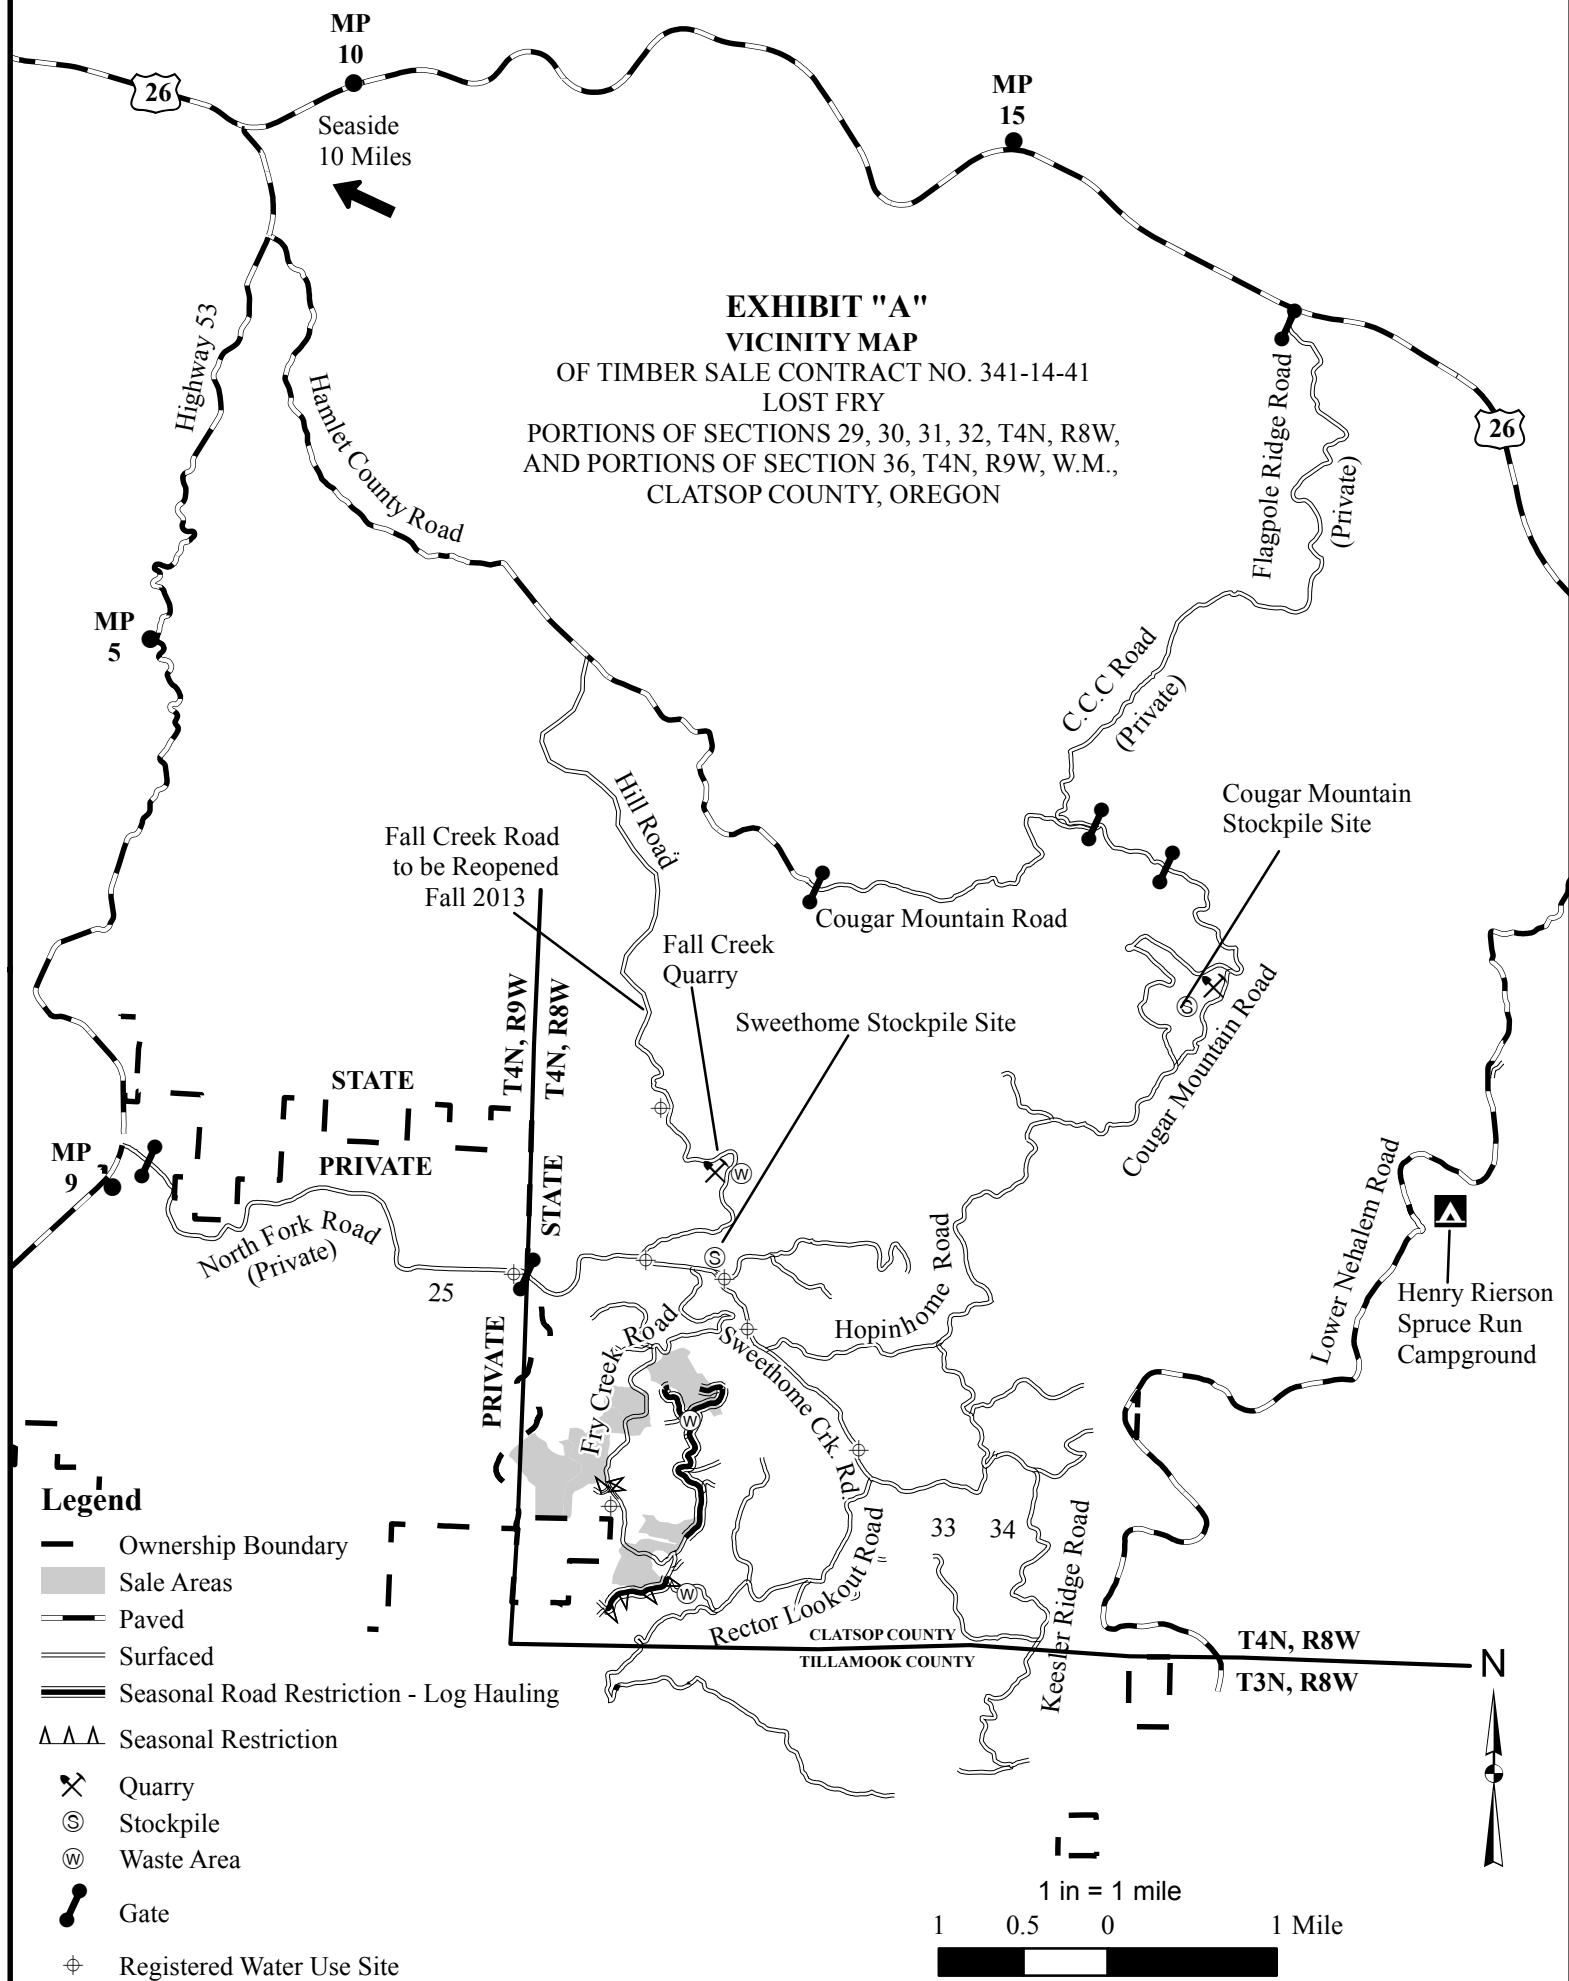 MP
10
26
Seaside
10 Miles
MP
15
EXHIBIT "A"
VICINITY MAP
OF TIMBER SALE CONTRACT NO. 341-14-41
LOST FRY
PORTIONS OF SECTIONS 29, 30, 31, 32, T4N, R8W,
AND PORTIONS OF SECTION 36, T4N, R9W, W.M.,
CLATSOP COUNTY, OREGON
Highway 53
Hamlet County Road
Flagpole Ridge Road
(Private)
26
MP
5
C.C.C Road
(Private)
Hill Road
Cougar Mountain
Stockpile Site
Fall Creek Road
to be Reopened
Fall 2013
Cougar Mountain Road
Fall Creek
Quarry
T4N, R9W
T4N, R8W
Sweethome Stockpile Site
S
Cougar Mountain Road
STATE
PRIVATE
MP
9
W
STATE
North Fork Road
(Private)
25
S
Hopinhome Road
Lower Nehalem Road
Henry Rierson
Spruce Run
Campground
PRIVATE
Fry Creek Road
Sweethome Crk. Rd.
W
33
34
Keesler Ridge Road
Rector Lookout Road
W
CLATSOP COUNTY
TILLAMOOK COUNTY
T4N, R8W
T3N, R8W
N
Legend
Ownership Boundary
Sale Areas
Paved
Surfaced
Seasonal Road Restriction - Log Hauling
Seasonal Restriction
Quarry
S Stockpile
W Waste Area
Gate
Registered Water Use Site
1 in = 1 mile
1 0.5 0 1 Mile